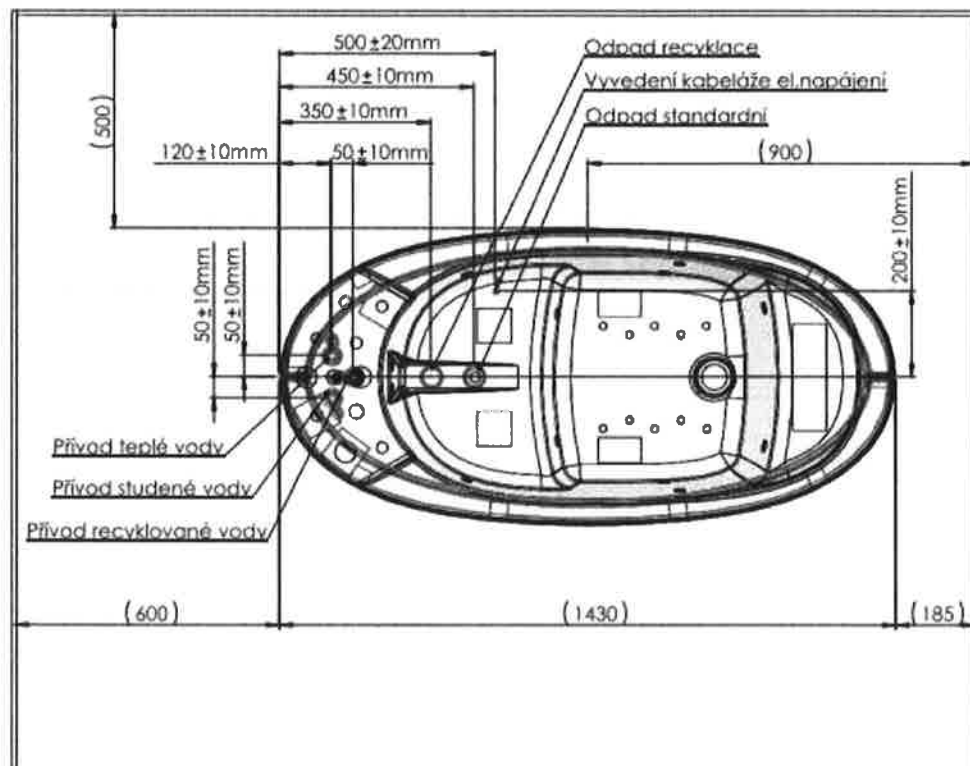 500±20mm
Odpad recyklace
450±10mm
Vyvedení kabeláže el.napájení
350±10mm
Odpad standardní
(500)
120±10mm
50±10mm
(900)
200±10mm
50±10mm
50±10mm
Přívod teplé vody
Přívod studené vody
Přívod recyklované vody
(600)
(1430)
(185)